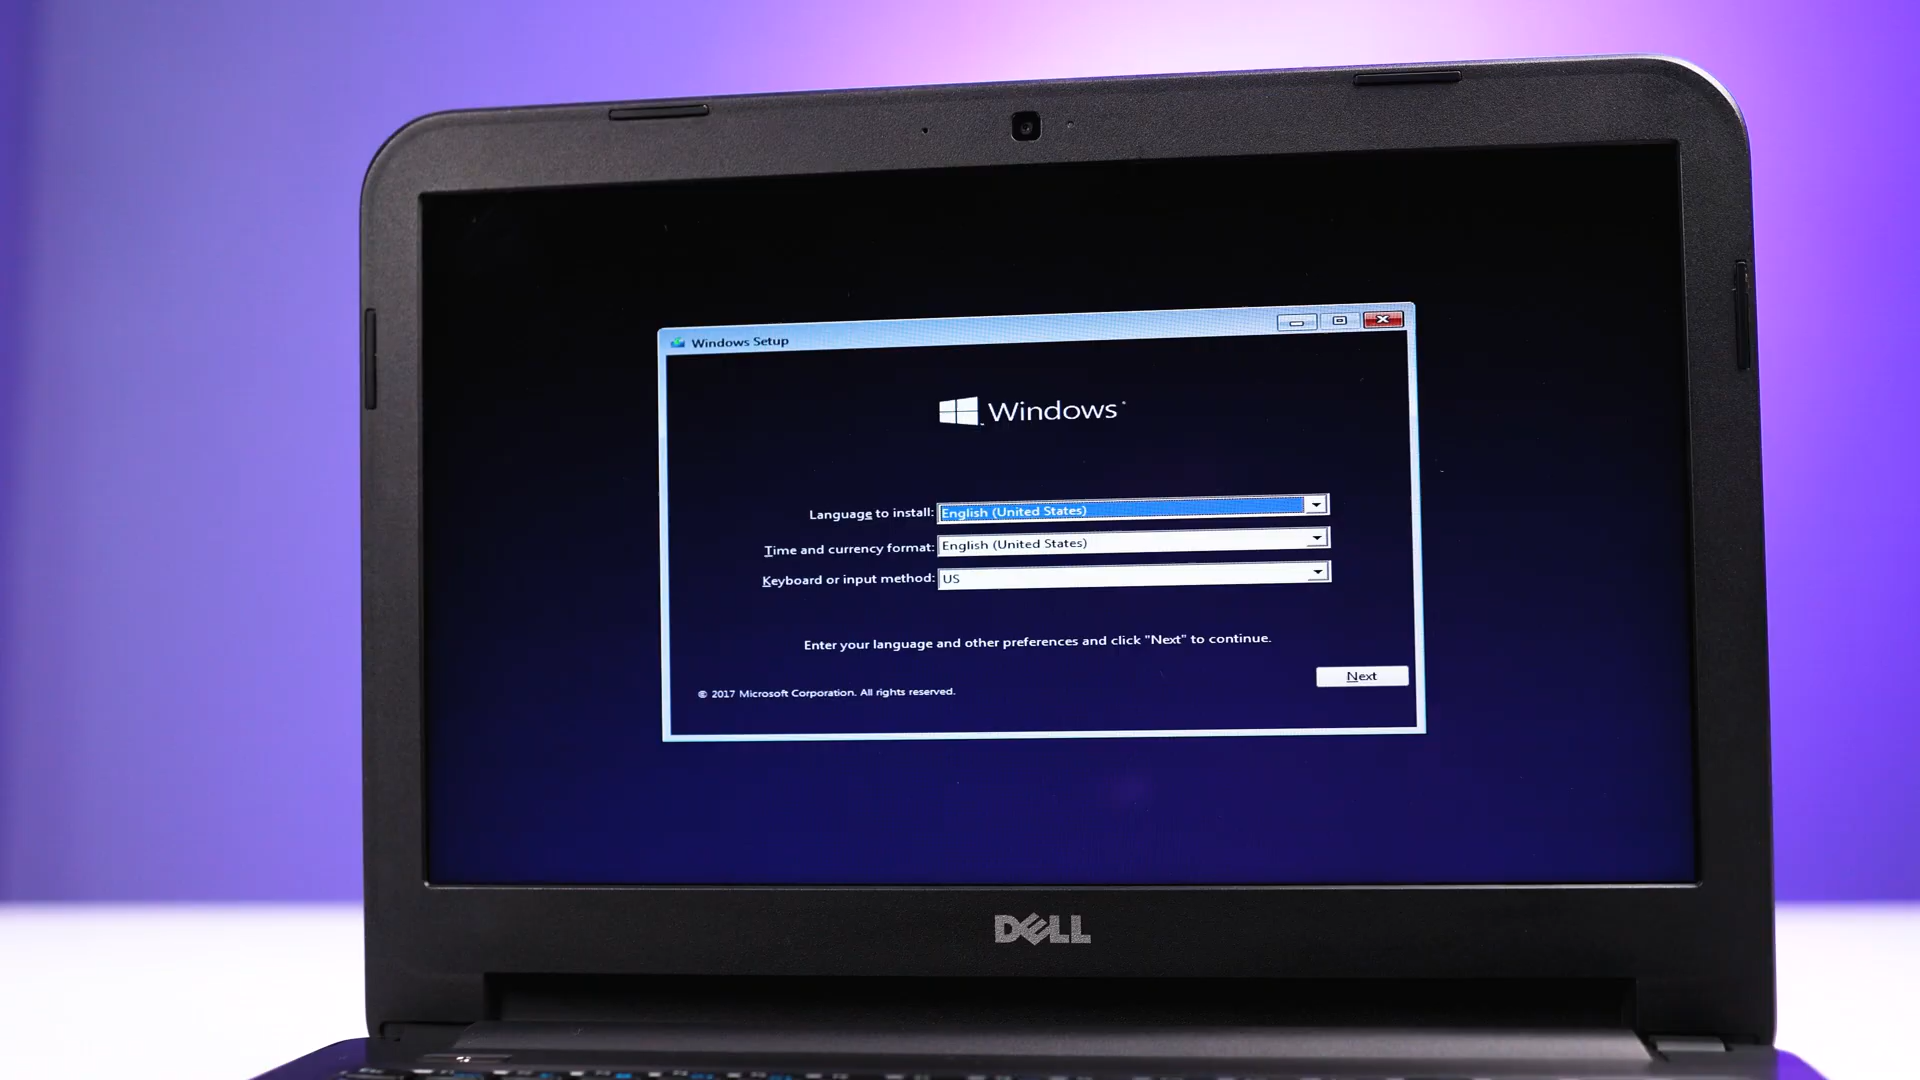 Windows Setup
Windows
Language to install: English (United States)
Time and currency format: English (United States)
Keyboard or input method: US
Enter your language and other preferences and click "Next" to continue.
Next
© 2017 Microsoft Corporation. All rights reserved.
DELL